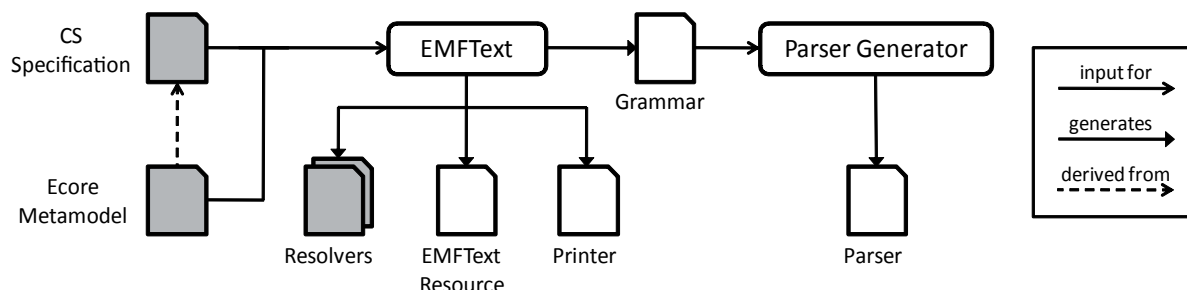 CS
Specification
EMFText
Parser Generator
Grammar
input for
generates
derived from
Ecore
Metamodel
Resolvers
EMFText
Resource
Printer
Parser